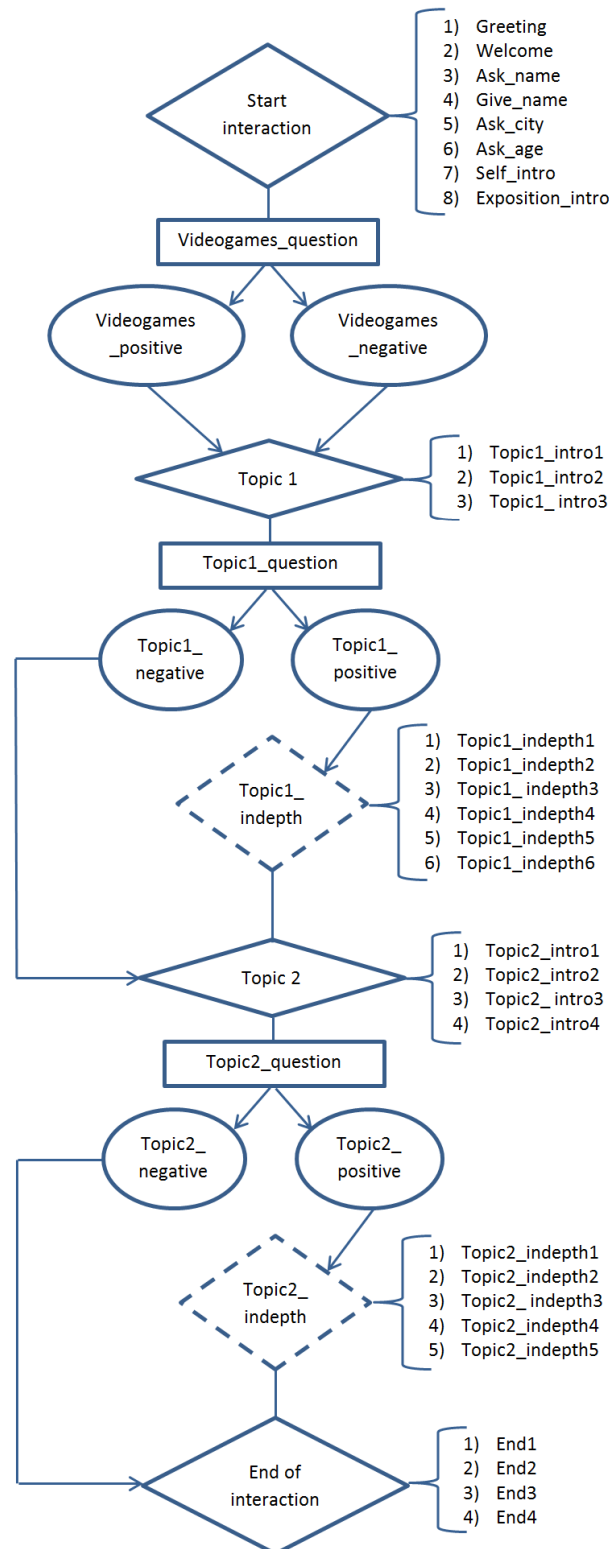 Start
interaction
1) Greeting
2) Welcome
3) Ask_name
4) Give_name
5) Ask_city
6) Ask_age
7) Self_intro
8) Exposition_intro
Videogames_question
Videogames
_positive
Videogames
_negative
Topic 1
1) Topic1_intro1
2) Topic1_intro2
3) Topic1_ intro3
Topic1_question
Topic1_
negative
Topic1_
positive
Topic1_
indepth
1) Topic1_indepth1
2) Topic1_indepth2
3) Topic1_ indepth3
4) Topic1_indepth4
5) Topic1_indepth5
6) Topic1_indepth6
Topic 2
1) Topic2_intro1
2) Topic2_intro2
3) Topic2_ intro3
4) Topic2_intro4
Topic2_question
Topic2_
negative
Topic2_
positive
Topic2_
indepth
1) Topic2_indepth1
2) Topic2_indepth2
3) Topic2_ indepth3
4) Topic2_indepth4
5) Topic2_indepth5
End of
interaction
1) End1
2) End2
3) End3
4) End4